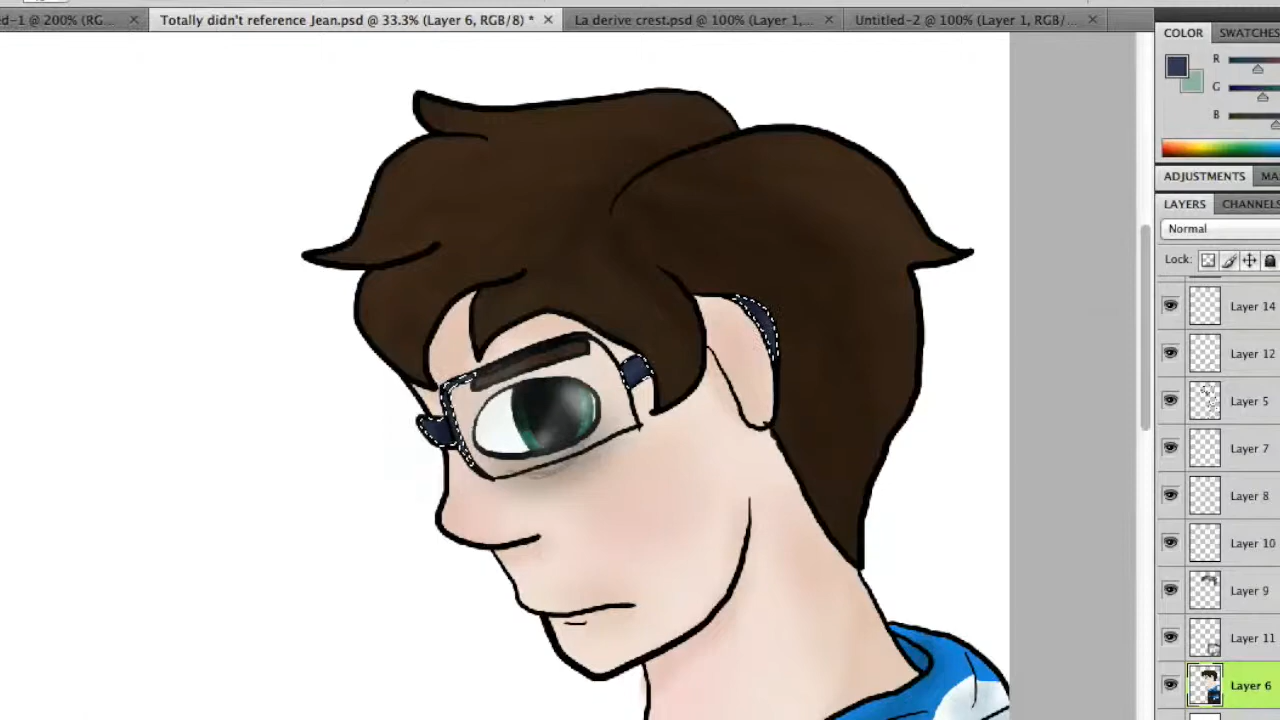 ed-1 @ 200% (RG... ×
Totally didn't reference Jean.psd @ 33.3% (Layer 6, RGB/8) * ×
La derive crest.psd @ 100% (Layer 1,... ×
Untitled-2 @ 100% (Layer 1, RGB/... ×
COLOR SWATCHES
R
G
B
ADJUSTMENTS MA
LAYERS CHANNELS
Normal
Lock:
Layer 14
Layer 12
Layer 5
Layer 7
Layer 8
Layer 10
Layer 9
Layer 11
Layer 6